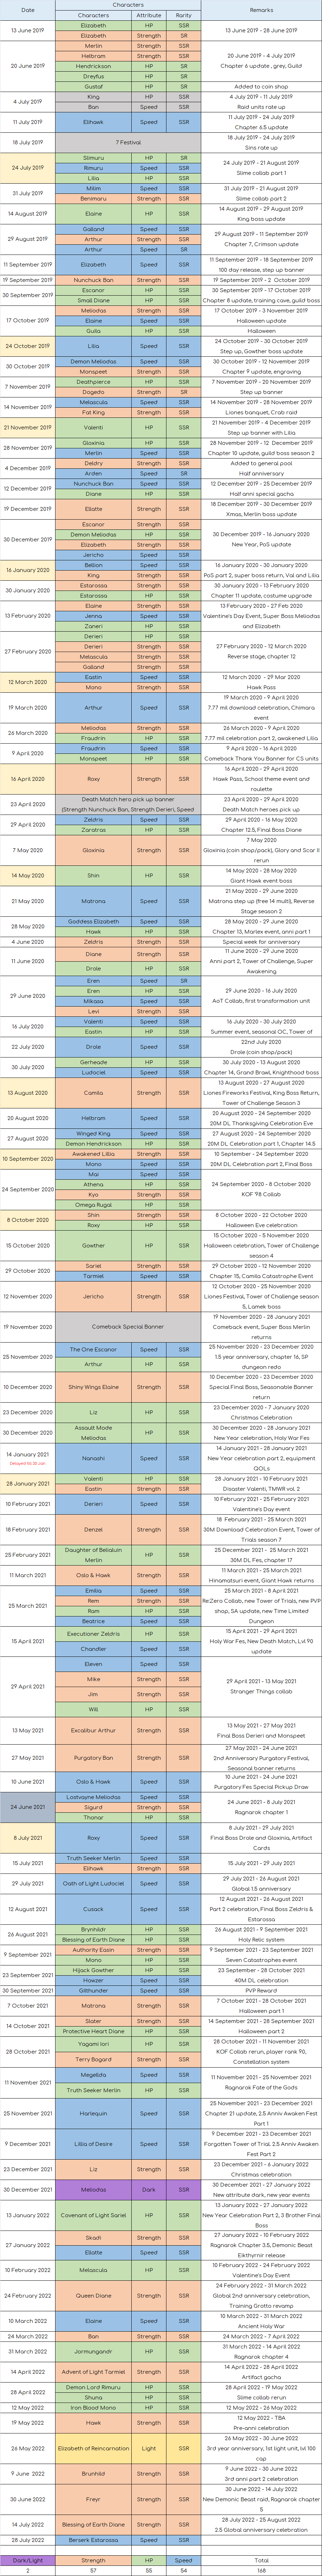 Date Characters Remarks
Characters Attribute Rarity
13 June 2019 Elizabeth HP SSR 13 June 2019 - 28 June 2019
Elizabeth Strength SR
20 June 2019 Merlin Strength SSR 20 June 2019 - 4 July 2019
Helbram Strength SSR Chapter 6 update , grey, Guild
Hendrickson HP SR
Dreyfus HP SR
Gustaf HP SR Added to coin shop
4 July 2019 King HP SSR 4 July 2019 - 11 July 2019
Ban Speed SSR Raid units rate up
11 July 2019 Elihawk Speed SSR 11 July 2019 - 24 July 2019
Chapter 6.5 update
18 July 2019 7 Festival 18 July 2019 - 24 July 2019
Sins rate up
24 July 2019 Slimuru HP SR 24 July 2019 - 21 August 2019
Rimuru Speed SSR Slime collab part 1
Lilia HP SSR
31 July 2019 Milim Speed SSR 31 July 2019 - 21 August 2019
Benimaru Strength SSR Slime collab part 2
14 August 2019 Elaine HP SSR 14 August 2019 - 29 August 2019
King boss update
29 August 2019 Galland Speed SSR 29 August 2019 - 11 September 2019
Arthur Strength SSR Chapter 7, Crimson update
Arthur Speed SR
11 September 2019 Elizabeth Speed SSR 11 September 2019 - 18 September 2019
100 day release, step up banner
19 September 2019 Nunchuck Ban Strength SSR 19 September 2019 - 2 October 2019
30 September 2019 Escanor HP SSR 30 September 2019 - 17 October 2019
Small Diane HP SSR Chapter 8 update, training cave, guild boss
17 October 2019 Meliodas Strength SSR 17 October 2019 - 3 November 2019
Elaine Speed SSR Halloween update
Guila HP SSR Halloween
24 October 2019 Lilia Speed SSR 24 October 2019 - 30 October 2019
Step up, Gowther boss update
30 October 2019 Demon Meliodas Speed SSR 30 October 2019 - 12 November 2019
Monspeet Strength SSR Chapter 9 update, engraving
7 November 2019 Deathpierce HP SSR 7 November 2019 - 20 November 2019
Dogedo Strength SR Step up banner
14 November 2019 Melascula Speed SSR 14 November 2019 - 28 November 2019
Fat King Strength SSR Liones banquet, Crab raid
21 November 2019 Valenti HP SSR 21 November 2019 - 4 December 2019
Step up banner with Lilia
28 November 2019 Gloxinia HP SSR 28 November 2019 - 12 December 2019
Merlin Speed SSR Chapter 10 update, guild boss season 2
4 December 2019 Deldry Strength SSR Added to general pool
Arden Speed SR Half anniversary
12 December 2019 Nunchuck Ban Speed SSR 12 December 2019 - 25 December 2019
Diane HP SSR Half anni special gacha
19 December 2019 Ellatte Strength SSR 18 December 2019 - 30 December 2019
Xmas, Merlin boss update
30 December 2019 Escanor Strength SSR 30 December 2019 - 16 January 2020
Demon Meliodas HP SSR New Year, PoS update
Elizabeth Strength SSR
Jericho Speed SSR
16 January 2020 Bellion Speed SSR 16 January 2020 - 30 January 2020
King Strength SSR PoS part 2, super boss return, Val and Lilia
30 January 2020 Estarossa Strength SSR 30 January 2020 - 13 February 2020
Estarossa HP SSR Chapter 11 update, costume upgrade
13 February 2020 Elaine Strength SSR 13 February 2020 - 27 Feb 2020
Jenna Speed SSR Valentine's Day Event, Super Boss Meliodas
Zaneri HP SSR and Elizabeth
27 February 2020 Derieri HP SSR 27 February 2020 - 12 March 2020
Derieri Strength SSR Reverse stage, chapter 12
Melascula Strength SSR
Galland Strength SSR
12 March 2020 Eastin Speed SSR 12 March 2020 - 29 Mar 2020
Mono Strength SSR Hawk Pass
19 March 2020 Arthur Speed SSR 19 March 2020 - 9 April 2020
7.77 mil download celebration, Chimara
event
26 March 2020 Meliodas Strength SSR 26 March 2020 - 9 April 2020
Fraudrin HP SSR 7.77 mil celebration part 2, awakened Lilia
9 April 2020 Fraudrin Speed SSR 9 April 2020 - 16 April 2020
Monspeet HP SSR Comeback Thank You Banner for CS units
16 April 2020 Roxy Strength SSR 16 April 2020 - 29 April 2020
Hawk Pass, School theme event and
roulette
23 April 2020 Death Match hero pick up banner 23 April 2020 - 29 April 2020
(Strength Nunchuck Ban, Strength Derieri, Speed Death Match heroes pick up
29 April 2020 Zeldris Speed SSR 29 April 2020 - 16 May 2020
Zaratras HP SSR Chapter 12.5, Final Boss Diane
7 May 2020 Gloxinia Strength SSR 7 May 2020
Gloxinia (coin shop/pack), Glory and Scar II
rerun
14 May 2020 Shin HP SSR 14 May 2020 - 28 May 2020
Giant Hawk event boss
21 May 2020 Matrona Speed SSR 21 May 2020 - 29 June 2020
Matrona step up (free 14 multi), Reverse
Stage season 2
28 May 2020 Goddess Elizabeth Speed SSR 28 May 2020 - 29 June 2020
Hawk HP SSR Chapter 13, Marlex event, anni part 1
4 June 2020 Zeldris Strength SSR Special week for anniversary
11 June 2020 Diane Strength SSR 11 June 2020 - 29 June 2020
Drole HP SSR Anni part 2, Tower of Challenge, Super
Awakening
29 June 2020 Eren Speed SR 29 June 2020 - 16 July 2020
Eren HP SSR AoT Collab, first transformation unit
Mikasa Speed SSR
Levi Strength SSR
16 July 2020 Valenti Speed SSR 16 July 2020 - 30 July 2020
Eastin HP SSR Summer event, seasonal OC, Tower of
22 July 2020 Drole Speed SSR 22nd July 2020
Drole (coin shop/pack)
30 July 2020 Gerheade HP SSR 30 July 2020 - 13 August 2020
Ludociel Speed SSR Chapter 14, Grand Brawl, Knighthood boss
13 August 2020 Camila Strength SSR 13 August 2020 - 27 August 2020
Liones Fireworks Festival, King Boss Return,
Tower of Challenge Season 3
20 August 2020 Helbram Speed SSR 20 August 2020 - 24 September 2020
20M DL Thanksgiving Celebration Eve
27 August 2020 Winged King Speed SSR 27 August 2020 - 24 September 2020
Demon Hendrickson HP SSR 20M DL Celebration part 1, Chapter 14.5
10 September 2020 Awakened Lillia Strength SSR 10 September - 24 September 2020
Mono Speed SSR 20M DL Celebration part 2, Final Boss
24 September 2020 Mai Speed SSR 24 September 2020 - 8 October 2020
Athena HP SSR KOF 98 Collab
Kyo Strength SSR
Omega Rugal HP SSR
8 October 2020 Shin Strength SSR 8 October 2020 - 22 October 2020
Roxy HP SSR Halloween Eve celebration
15 October 2020 Gowther HP SSR 15 October 2020 - 5 November 2020
Halloween celebration, Tower of Challenge
season 4
29 October 2020 Sariel Strength SSR 29 October 2020 - 12 November 2020
Tarmiel Speed SSR Chapter 15, Camila Catastrophe Event
12 November 2020 Jericho Strength SSR 12 October 2020 - 25 November 2020
Liones Festival, Tower of Challenge season
5, Lamek boss
19 November 2020 Comeback Special Banner 19 November 2020 - 28 January 2021
Comeback event, Super Boss Merlin
returns
25 November 2020 The One Escanor Speed SSR 25 November 2020 - 23 December 2020
Arthur HP SSR 1.5 year anniversary, chapter 16, SP
dungeon redo
10 December 2020 Shiny Wings Elaine Strength SSR 10 December 2020 - 23 December 2020
Special Final Boss, Seasonable Banner
return
23 December 2020 Liz HP SSR 23 December 2020 - 7 January 2020
Christmas Celebration
30 December 2020 Assault Mode HP SSR 30 December 2020 - 28 January 2021
Meliodas New Year celebration, Holy War Fes
14 January 2021 Nanashi Speed SSR 14 January 2021 - 28 January 2021
Delayed till 20 Jan New Year celebration part 2, equipment
QOLs
28 January 2021 Valenti HP SSR 28 January 2021 - 10 February 2021
Eastin Strength SSR Disaster Valenti, TMWR vol. 2
10 February 2021 Derieri Speed SSR 10 February 2021 - 25 February 2021
Valentine's Day event
18 February 2021 Denzel Strength SSR 18 February 2021 - 25 March 2021
30M Download Celebration Event, Tower of
Trials season 7
25 February 2021 Daughter of Belialuin HP SSR 25 December 2021 - 25 March 2021
Merlin 30M DL Fes, chapter 17
11 March 2021 Oslo & Hawk Strength SSR 11 March 2021 - 25 March 2021
Hinamatsuri event, Giant Hawk returns
25 March 2021 Emilia Speed SSR 25 March 2021 - 8 April 2021
Rem Strength SSR ReZero Collab, new Tower of Trials, new PVP
Ram HP SSR shop, SA update, new Time Limited
Beatrice Speed SSR Dungeon
15 April 2021 Executioner Zeldris HP SSR 15 April 2021 - 29 April 2021
Chandler Speed SSR Holy War Fes, New Death Match, Lvl 90
update
29 April 2021 Eleven Speed SSR 29 April 2021 - 13 May 2021
Mike Strength SSR Stranger Things collab
Jim Strength SSR
Will HP SSR
13 May 2021 Excalibur Arthur Strength SSR 13 May 2021 - 27 May 2021
Final Boss Derieri and Monspeet
27 May 2021 Purgatory Ban Strength SSR 27 May 2021 - 24 June 2021
2nd Anniversary Purgatory Festival,
Seasonal banner returns
10 June 2021 Oslo & Hawk Speed SSR 10 June 2021 - 24 June 2021
Purgatory Fes Special Pickup Draw
24 June 2021 Lostvayne Meliodas Speed SSR 24 June 2021 - 8 July 2021
Sigurd Strength SSR Ragnarok chapter 1
Thonar HP SSR
8 July 2021 Roxy Speed SSR 8 July 2021 - 29 July 2021
Final Boss Drole and Gloxinia, Artifact
Cards
15 July 2021 Truth Seeker Merlin Speed SSR 15 July 2021 - 29 July 2021
Elihawk Strength SSR
29 July 2021 Oath of Light Ludociel Speed SSR 29 July 2021 - 26 August 2021
Global 1.5 anniversary
12 August 2021 Cusack Speed SSR 12 August 2021 - 26 August 2021
Part 2 celebration, Final Boss Zeldris &
Estarossa
26 August 2021 Brynhildr HP SSR 26 August 2021 - 9 September 2021
Blessing of Earth Diane HP SSR Holy Relic system
9 September 2021 Authority Easin Strength SSR 9 September 2021 - 23 September 2021
Mono HP SSR Seven Catastrophes event
23 September 2021 Hijack Gowther HP SSR 23 September - 28 October 2021
Howzer Speed SSR 40M DL celebration
30 September 2021 Gilthunder Speed SSR PVP Reward
7 October 2021 Matrona Strength SSR 7 October 2021 - 28 October 2021
Halloween part 1
14 October 2021 Slater Strength SSR 14 September 2021 - 28 September 2021
Protective Heart Diane HP SSR Halloween part 2
28 October 2021 Yagami Iori HP SSR 28 October 2021 - 11 November 2021
Terry Bogard Strength SSR KOF Collab rerun, player rank 90,
Constellation system
11 November 2021 Megelida Speed SSR 11 November 2021 - 25 November 2021
Truth Seeker Merlin HP SSR Ragnarok Fate of the Gods
25 November 2021 Harlequin Speed SSR 25 November 2021 - 23 December 2021
Chapter 21 update, 2.5 Anniv Awaken Fest
Part 1
9 December 2021 Lillia of Desire Speed SSR 9 December 2021 - 23 December 2021
Forgotten Tower of Trial, 2.5 Anniv Awaken
Fest Part 2
23 December 2021 Liz Strength SSR 23 December 2021 - 6 January 2022
Christmas celebration
30 December 2021 Meliodas Dark SSR 30 December 2021 - 27 January 2022
New attribute dark, new year events
13 January 2022 Covenant of Light Sariel HP SSR 13 January 2022 - 27 January 2022
New Year Celebration Part 2, 3 Brother Final
Boss
27 January 2022 Skadi Strength SSR 27 January 2022 - 10 February 2022
Eilatte Speed SSR Ragnarok Chapter 3.5, Demonic Beast
Eikthyrnir release
10 February 2022 Melascula HP SSR 10 February 2022 - 24 February 2022
Valentine's Day Event
24 February 2022 Queen Diane Strength SSR 24 February 2022 - 31 March 2022
Global 2nd anniversary celebration,
Training Grotto revamp
10 March 2022 Elaine Speed SSR 10 March 2022 - 31 March 2022
Ancient Holy War
24 March 2022 Ban Strength SSR 24 March 2022 - 7 April 2022
31 March 2022 Jormungandr HP SSR 31 March 2022 - 14 April 2022
Ragnarok chapter 4
14 April 2022 Advent of Light Tarmiel Strength SSR 14 April 2022 - 28 April 2022
Artifact gacha
28 April 2022 Demon Lord Rimuru HP SSR 28 April 2022 - 19 May 2022
Shuna HP SSR Slime collab rerun
12 May 2022 Iron Blood Mono HP SSR 12 May 2022 - 26 May 2022
19 May 2022 Hawk Strength SSR 12 May 2022 - TBA
Pre-anni celebration
26 May 2022 Elizabeth of Reincarnation Light SSR 26 May 2022 - 30 June 2022
3rd year anniversary, 1st light unit, lvl 100
cap
9 June 2022 Brunhild Strength SSR 9 June 2022 - 30 June 2022
3rd anni part 2 celebration
30 June 2022 Freyr Strength SSR 30 June 2022 - 14 July 2022
New Demonic Beast raid, Ragnarok chapter
5
14 July 2022 Blessing of Earth Diane Strength SSR 28 July 2022 - 25 August 2022
2.5 Global anniversary celebration
28 July 2022 Berserk Estarossa Speed SSR
Dark/Light Strength HP Speed Total
2 57 55 54 168